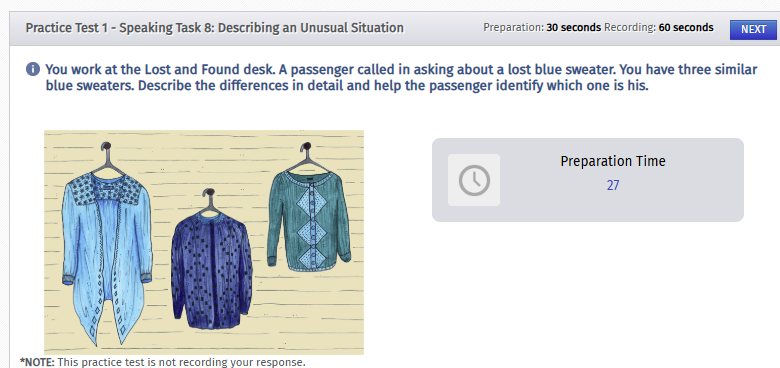 Practice Test 1 - Speaking Task 8: Describing an Unusual Situation
Preparation: 30 seconds Recording: 60 seconds
NEXT
You work at the Lost and Found desk. A passenger called in asking about a lost blue sweater. You have three similar
blue sweaters. Describe the differences in detail and help the passenger identify which one is his.
Preparation Time
27
*NOTE: This practice test is not recording your response.